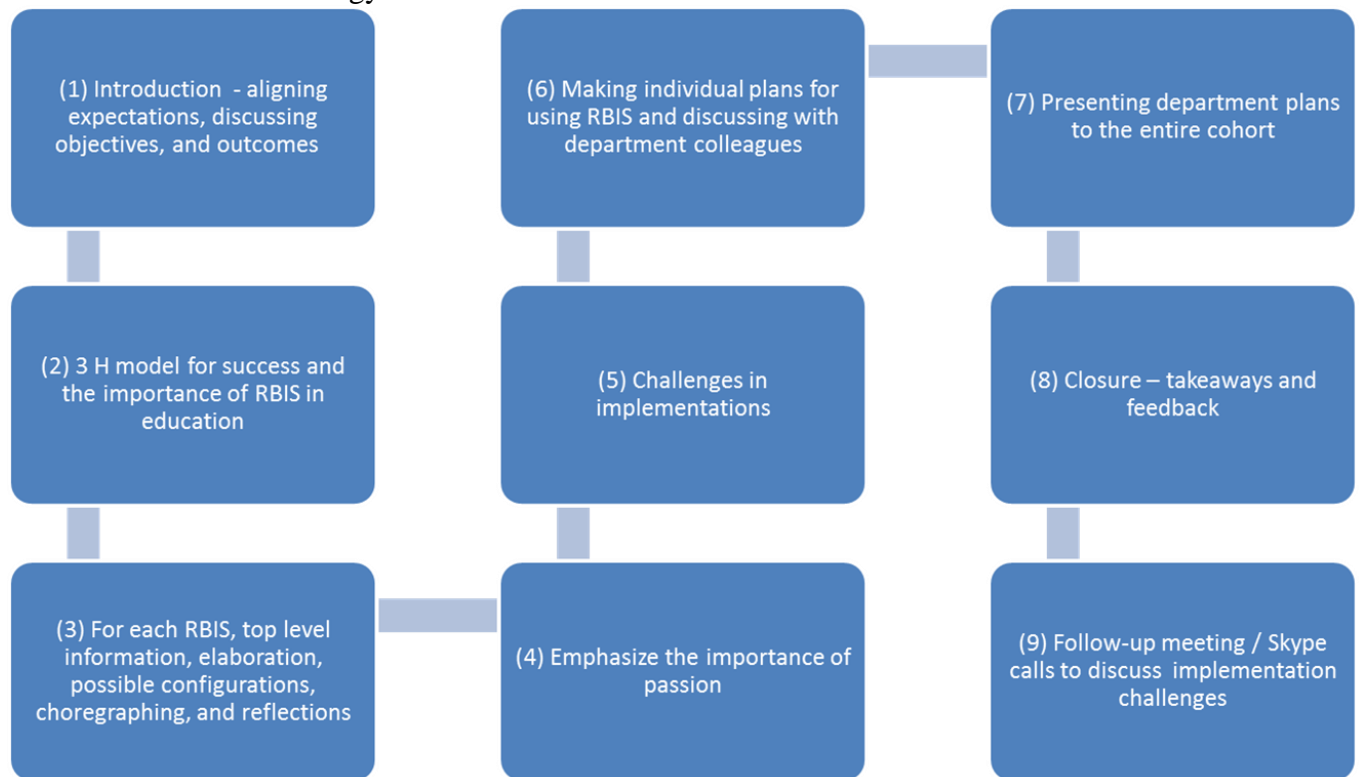 gy
(1) Introduction - aligning
expectations, discussing
objectives, and outcomes
(2) 3 H model for success and
the importance of RBIS in
education
(3) For each RBIS, top level
information, elaboration,
possible configurations,
choregraphing, and reflections
(4) Emphasize the importance of
passion
(5) Challenges in
implementations
(6) Making individual plans for
using RBIS and discussing with
department colleagues
(7) Presenting department plans
to the entire cohort
(8) Closure – takeaways and
feedback
(9) Follow-up meeting / Skype
calls to discuss implementation
challenges